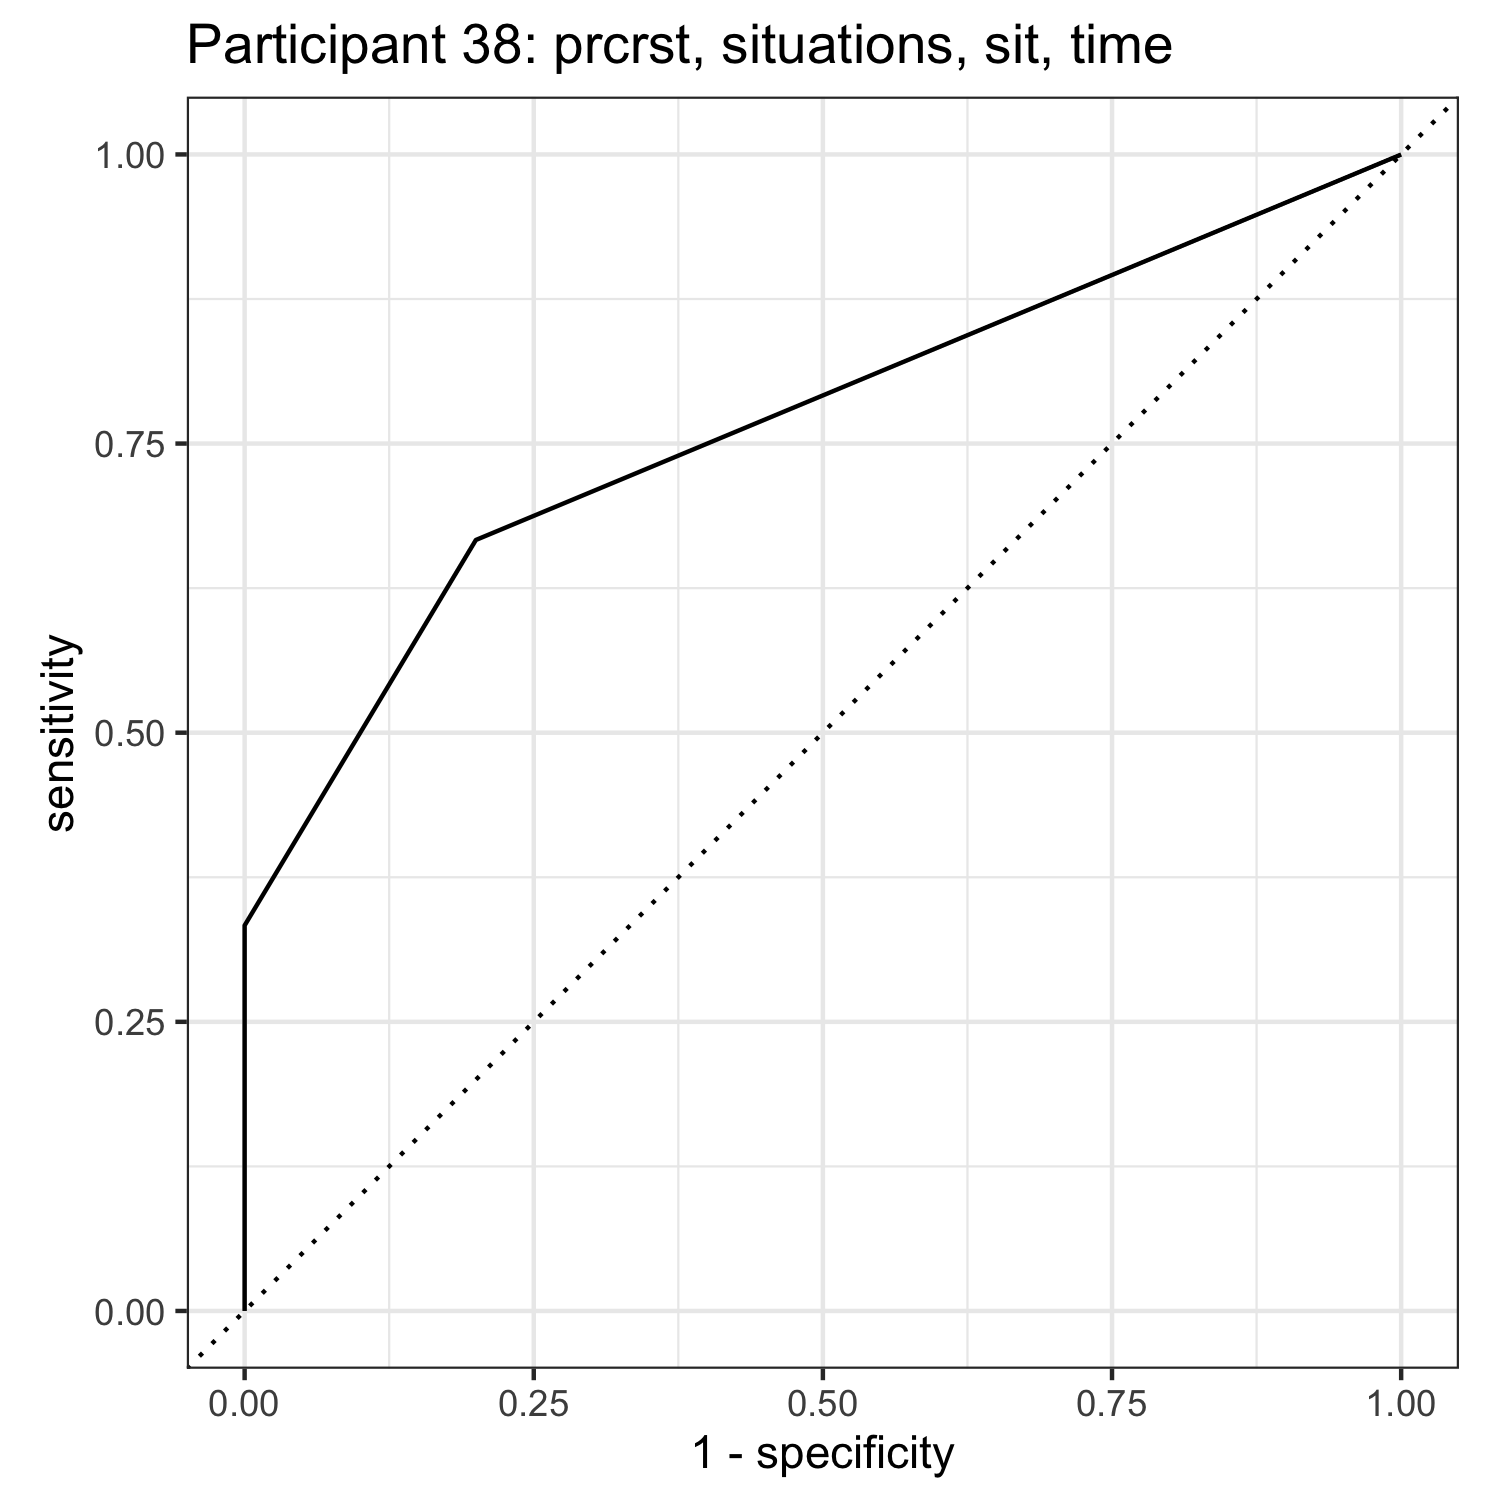 Participant 38: prcrst, situations, sit, time
1.00
0.75
0.50
0.25
0.00
sensitivity
0.00 0.25 0.50 0.75 1.00
1 - specificity